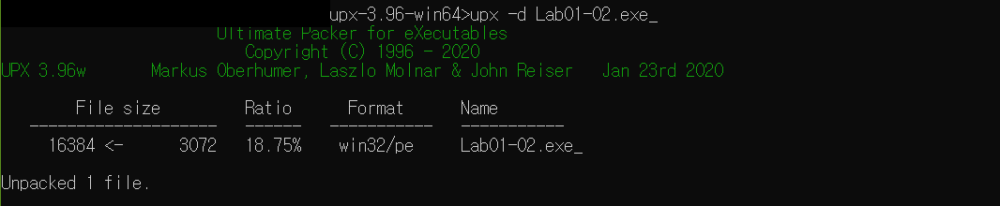 upx-3.96-win64>upx -d Lab01-02.exe_
Ultimate Packer for eXecutables
Copyright (C) 1996 - 2020
UPX 3.96w Markus Oberhumer, Laszlo Molnar & John Reiser Jan 23rd 2020
File size Ratio Format Name
-------------------- ------ ----------- -----------
16384 <- 3072 18.75% win32/pe Lab01-02.exe_
Unpacked 1 file.